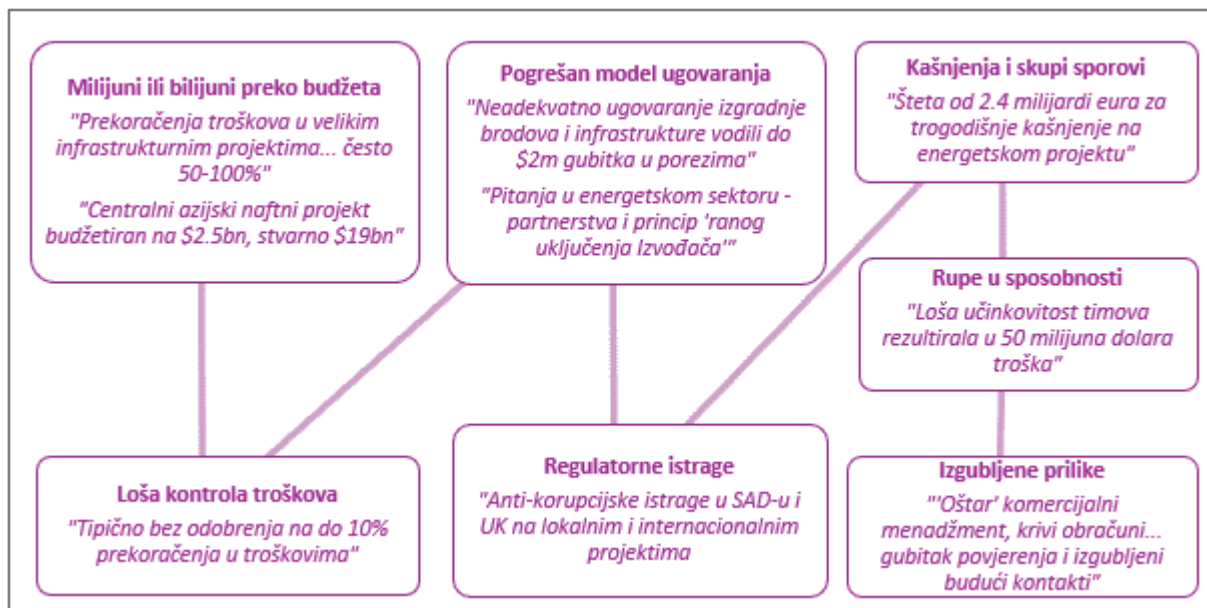 Milijuni ili bilijuni preko budžeta
"Prekoračenja troškova u velikim
infrastrukturnim projektima... često
50-100%"
"Centralni azijski naftni projekt
budžetiran na $2.5bn, stvarno $19bn"
Pogrešan model ugovaranja
"Neadekvatno ugovaranje izgradnje
brodova i infrastrukture vodili do
$2m gubitka u porezima"
"Pitanja u energetskom sektoru -
partnerstva i princip 'ranog
uključenja Izvođača'"
Kašnjenja i skupi sporovi
"Šteta od 2.4 milijardi eura za
trogodišnje kašnjenje na
energetskom projektu"
Rupe u sposobnosti
"Loša učinkovitost timova
rezultirala u 50 milijuna dolara
troška"
Loša kontrola troškova
"Tipično bez odobrenja na do 10%
prekoračenja u troškovima"
Regulatorne istrage
"Anti-korupcijske istrage u SAD-u i
UK na lokalnim i internacionalnim
projektima
Izgubljene prilike
"'Oštar' komercijalni
menadžment, krivi obračuni...
gubitak povjerenja i izgubljeni
budući kontakti"